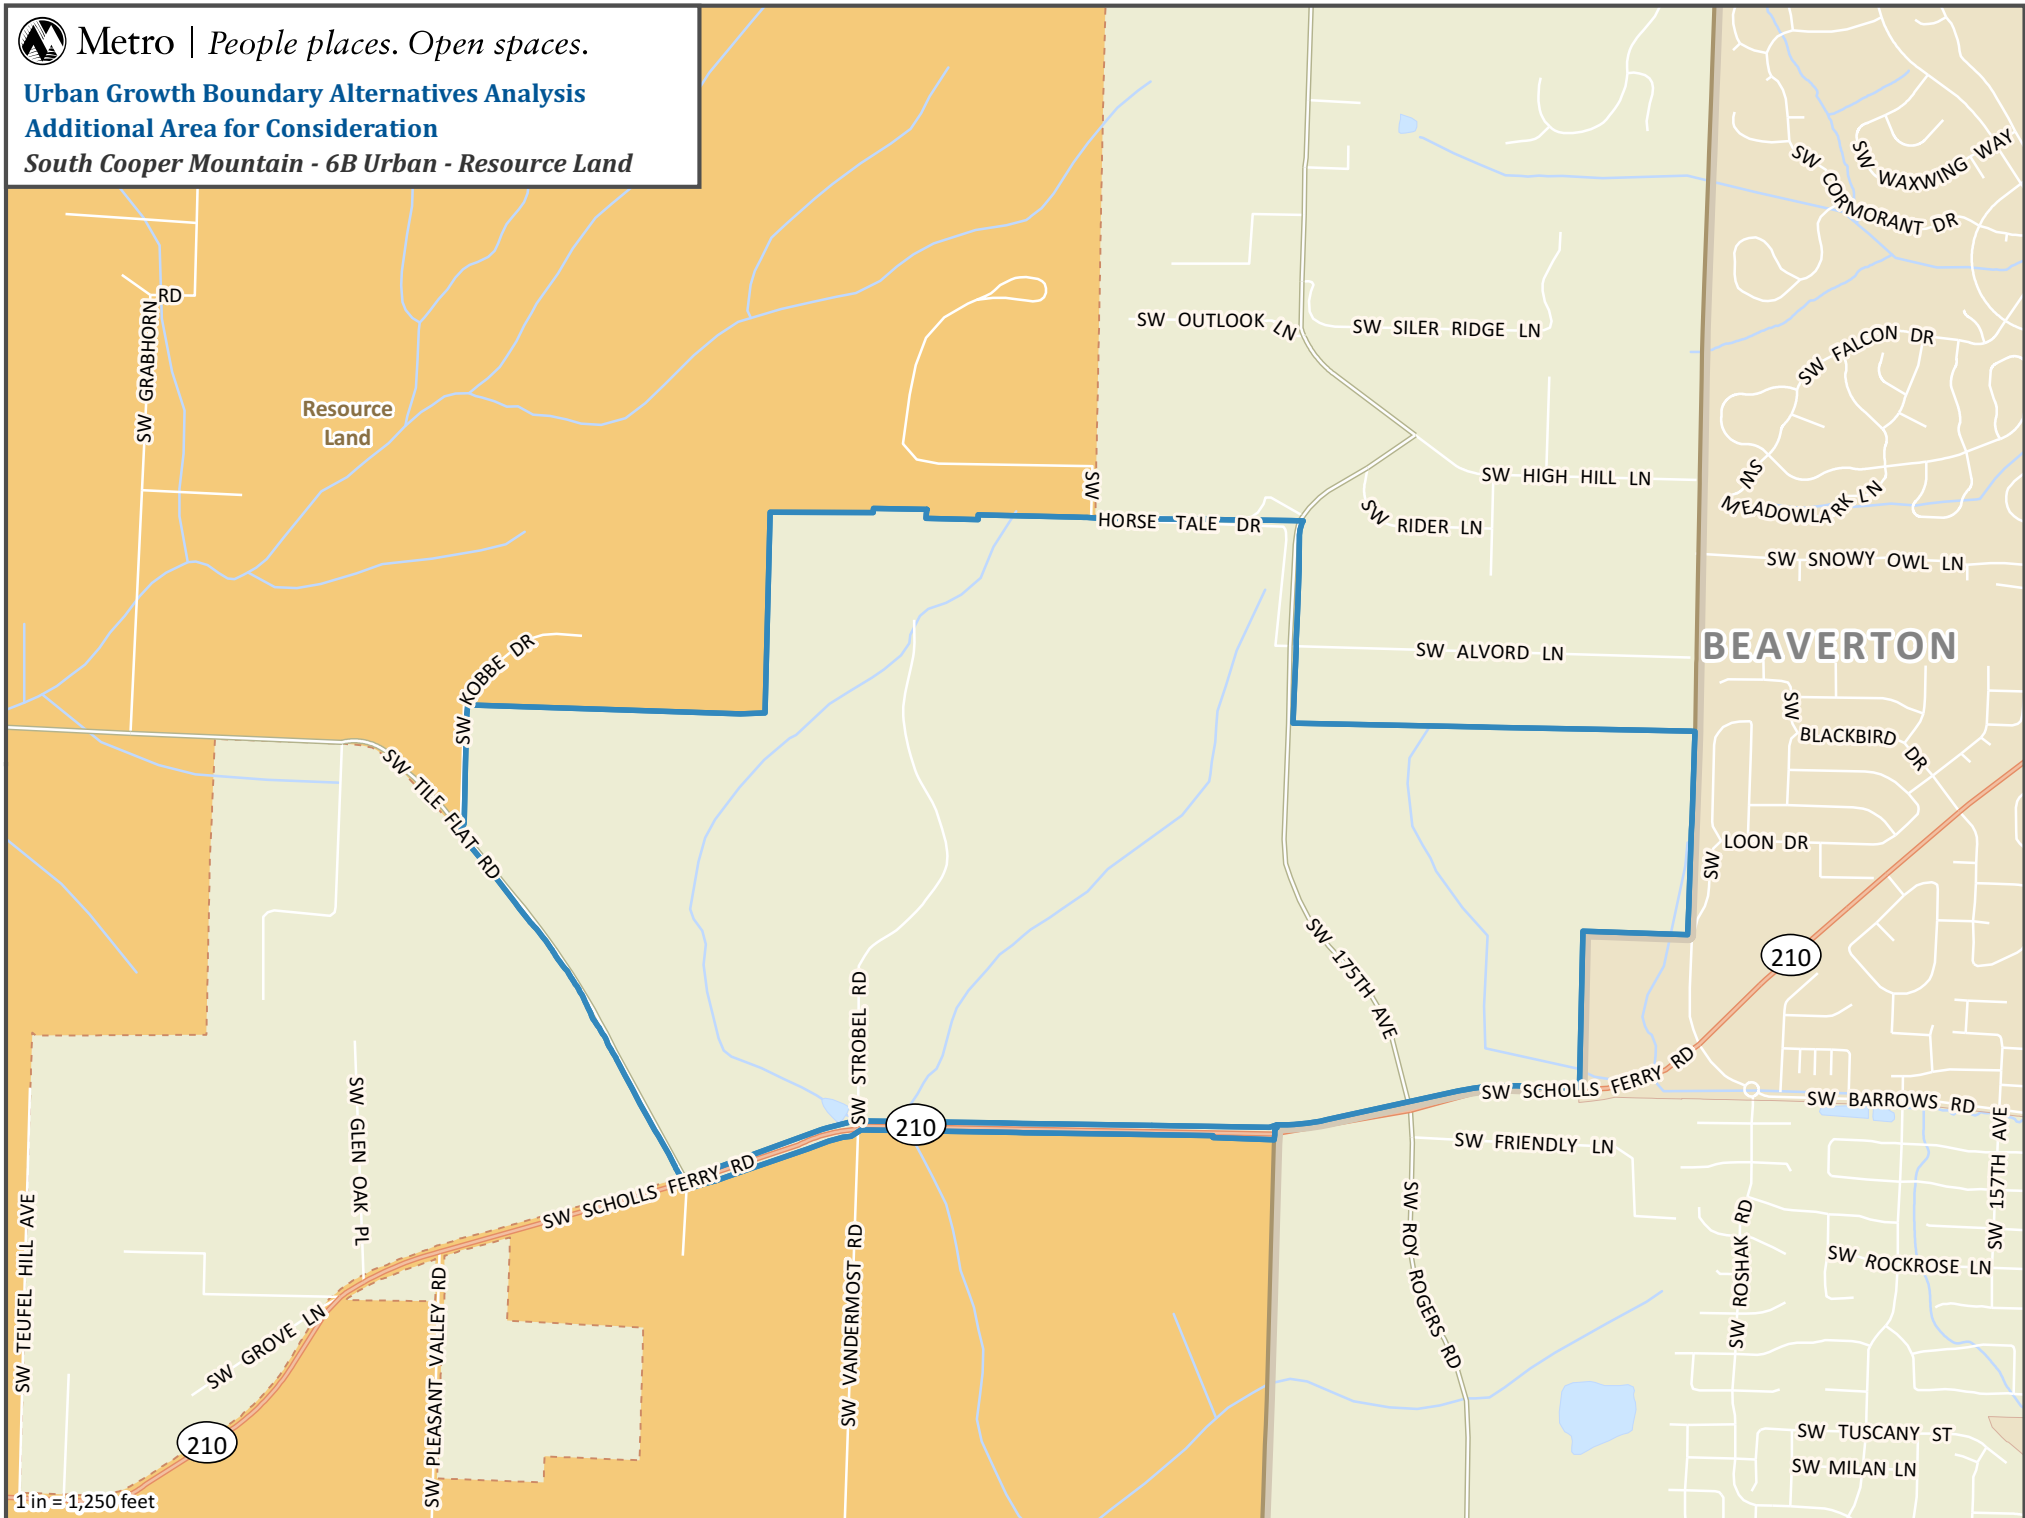 Metro | People places. Open spaces.
Urban Growth Boundary Alternatives Analysis
Additional Area for Consideration
South Cooper Mountain - 6B Urban - Resource Land
SW WAXWING WAY
SW CORMORANT DR
SW GRABHORN RD
SW OUTLOOK LN
SW SILER RIDGE LN
SW FALCON DR
Resource
Land
SW HIGH HILL LN
SW MEADOWLARK LN
SW HORSE TALE DR
SW RIDER LN
SW SNOWY OWL LN
SW KOBBE DR
SW ALVORD LN
BEAVERTON
SW BLACKBIRD DR
SW TILE FLAT RD
SW LOON DR
SW 175TH AVE
210
SW STROBEL RD
SW SCHOLLS FERRY RD
SW BARROWS RD
210
SW FRIENDLY LN
SW 157TH AVE
SW GLEN OAK PL
SW SCHOLLS FERRY RD
SW TEUFEL HILL AVE
SW VANDERMOST RD
SW ROY ROGERS RD
SW ROSHAK RD
SW ROCKROSE LN
SW GROVE LN
SW PLEASANT VALLEY RD
210
SW TUSCANY ST
SW MILAN LN
1 in = 1,250 feet